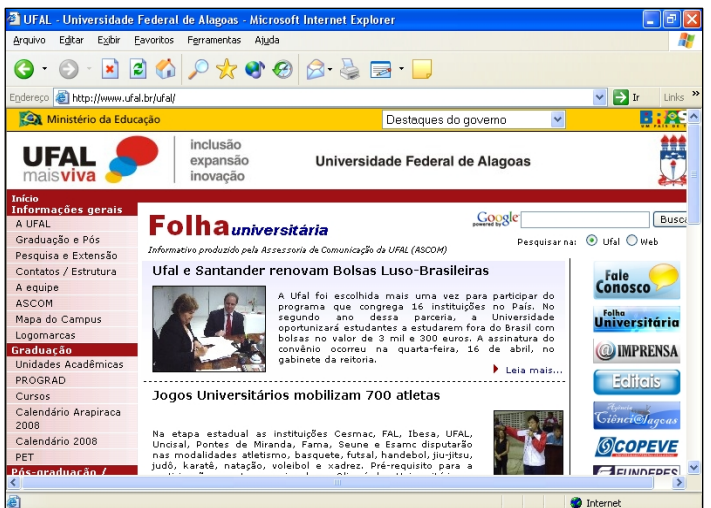 UFAL - Universidade Federal de Alagoas - Microsoft Internet Explorer
Arquivo Editar Exibir Favoritos Ferramentas Ajuda
Endereço http://www.ufal.br/ufal/ Ir Links »
Ministério da Educação
Destaques do governo
UFAL
maisviva
inclusão
expansão
inovação
Universidade Federal de Alagoas
Início
Informações gerais
A UFAL
Graduação e Pós
Pesquisa e Extensão
Contatos / Estrutura
A equipe
ASCOM
Mapa do Campus
Logomarcas
Graduação
Unidades Acadêmicas
PROGRAD
Cursos
Calendário Arapiraca
2008
Calendário 2008
PET
Pós-graduação /
Folha universitária
Informativo produzido pela Assessoria de Comunicação da UFAL (ASCOM)
powered by Google
Busca
Pesquisar na: Ufal Web
Ufal e Santander renovam Bolsas Luso-Brasileiras
A Ufal foi escolhida mais uma vez para participar do
programa que congrega 16 instituições no País. No
segundo ano dessa parceria, a Universidade
oportunizará estudantes a estudarem fora do Brasil com
bolsas no valor de 3 mil e 300 euros. A assinatura do
convênio ocorreu na quarta-feira, 16 de abril, no
gabinete da reitoria.
Leia mais...
Jogos Universitários mobilizam 700 atletas
Na etapa estadual as instituições Cesmac, FAL, Ibesa, UFAL,
Uncisal, Pontes de Miranda, Fama, Seune e Esamc disputarão
nas modalidades atletismo, basquete, futsal, handebol, jiu-jitsu,
judô, karatê, natação, voleibol e xadrez. Pré-requisito para a
Fale
Conosco
Folha
Universitária
@IMPRENSA
Editais
Agência
Ciênci@lagoas
COPEVE
FUNDEPES
Internet